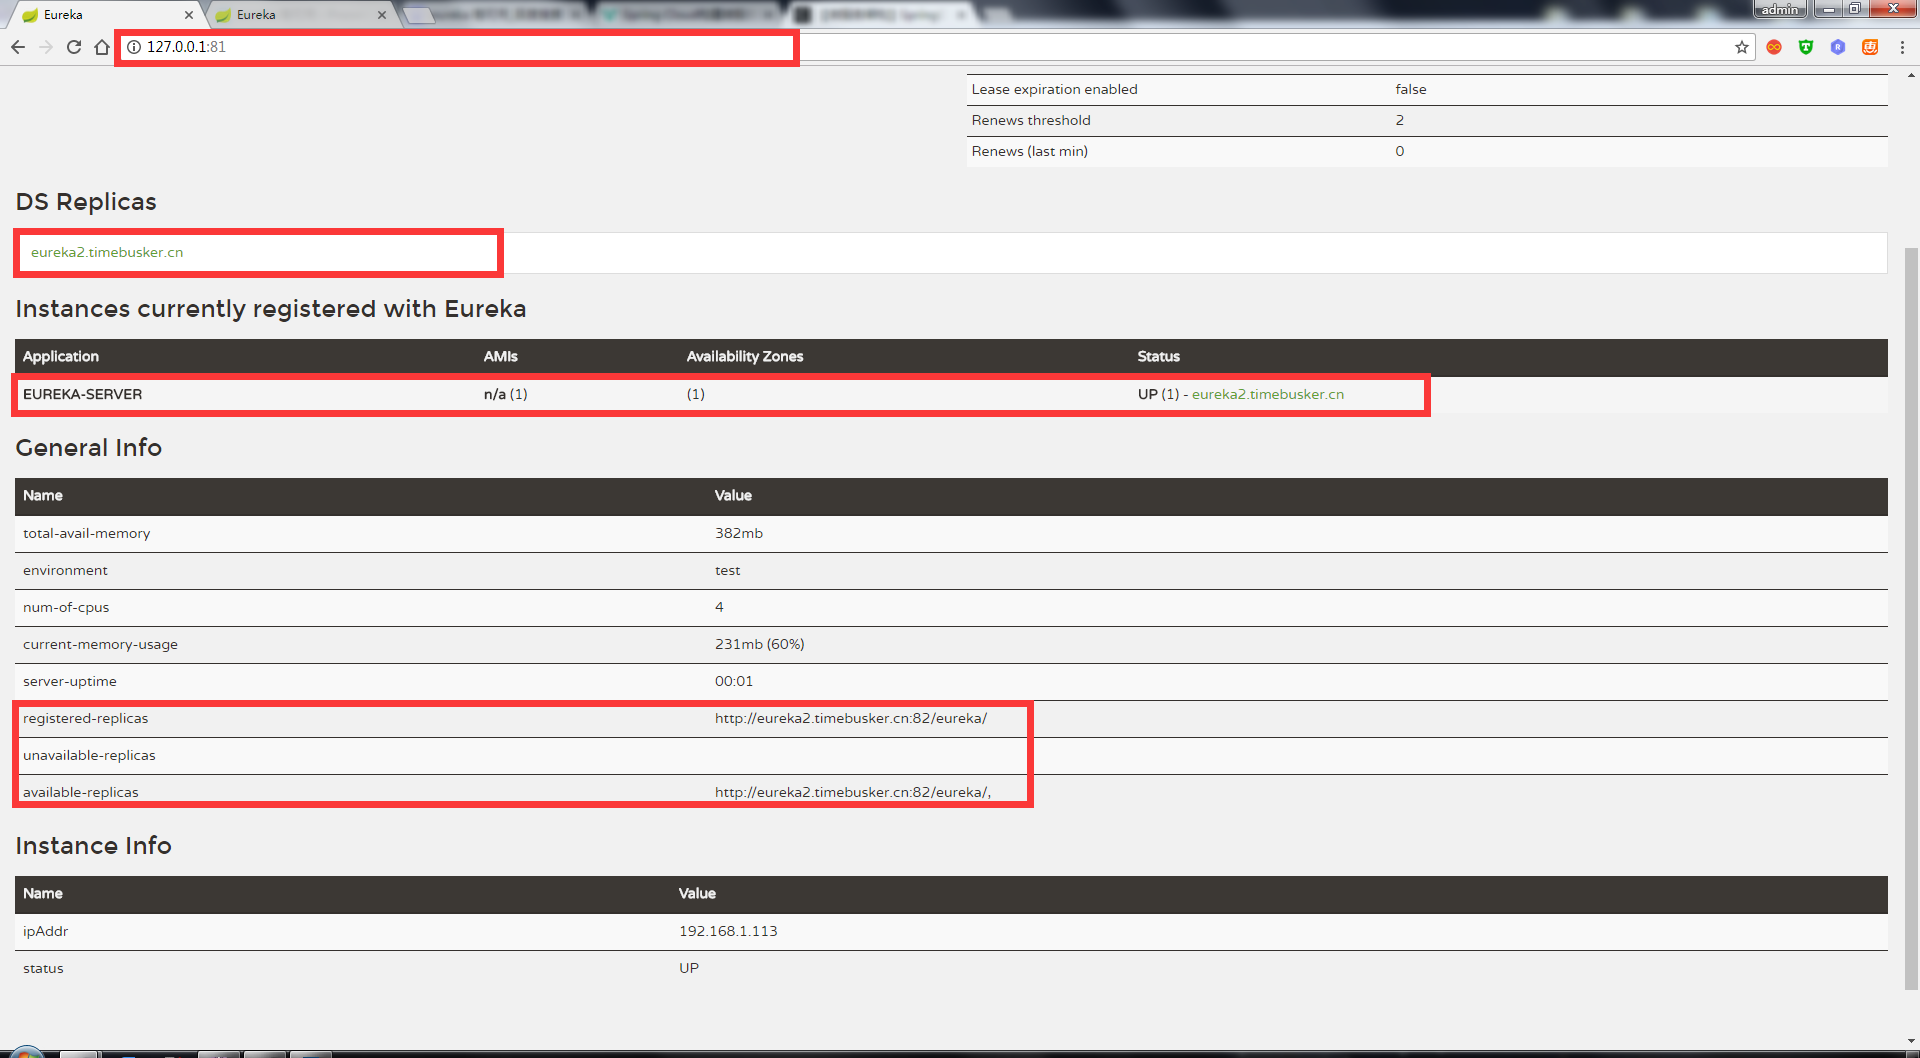 Eureka
Eureka
admin
127.0.0.1:81
Lease expiration enabled false
Renews threshold 2
Renews (last min) 0
DS Replicas
eureka2.timebusker.cn
Instances currently registered with Eureka
Application AMIs Availability Zones Status
EUREKA-SERVER n/a (1) (1) UP (1) - eureka2.timebusker.cn
General Info
Name Value
total-avail-memory 382mb
environment test
num-of-cpus 4
current-memory-usage 231mb (60%)
server-uptime 00:01
registered-replicas http://eureka2.timebusker.cn:82/eureka/
unavailable-replicas
available-replicas http://eureka2.timebusker.cn:82/eureka/,
Instance Info
Name Value
ipAddr 192.168.1.113
status UP